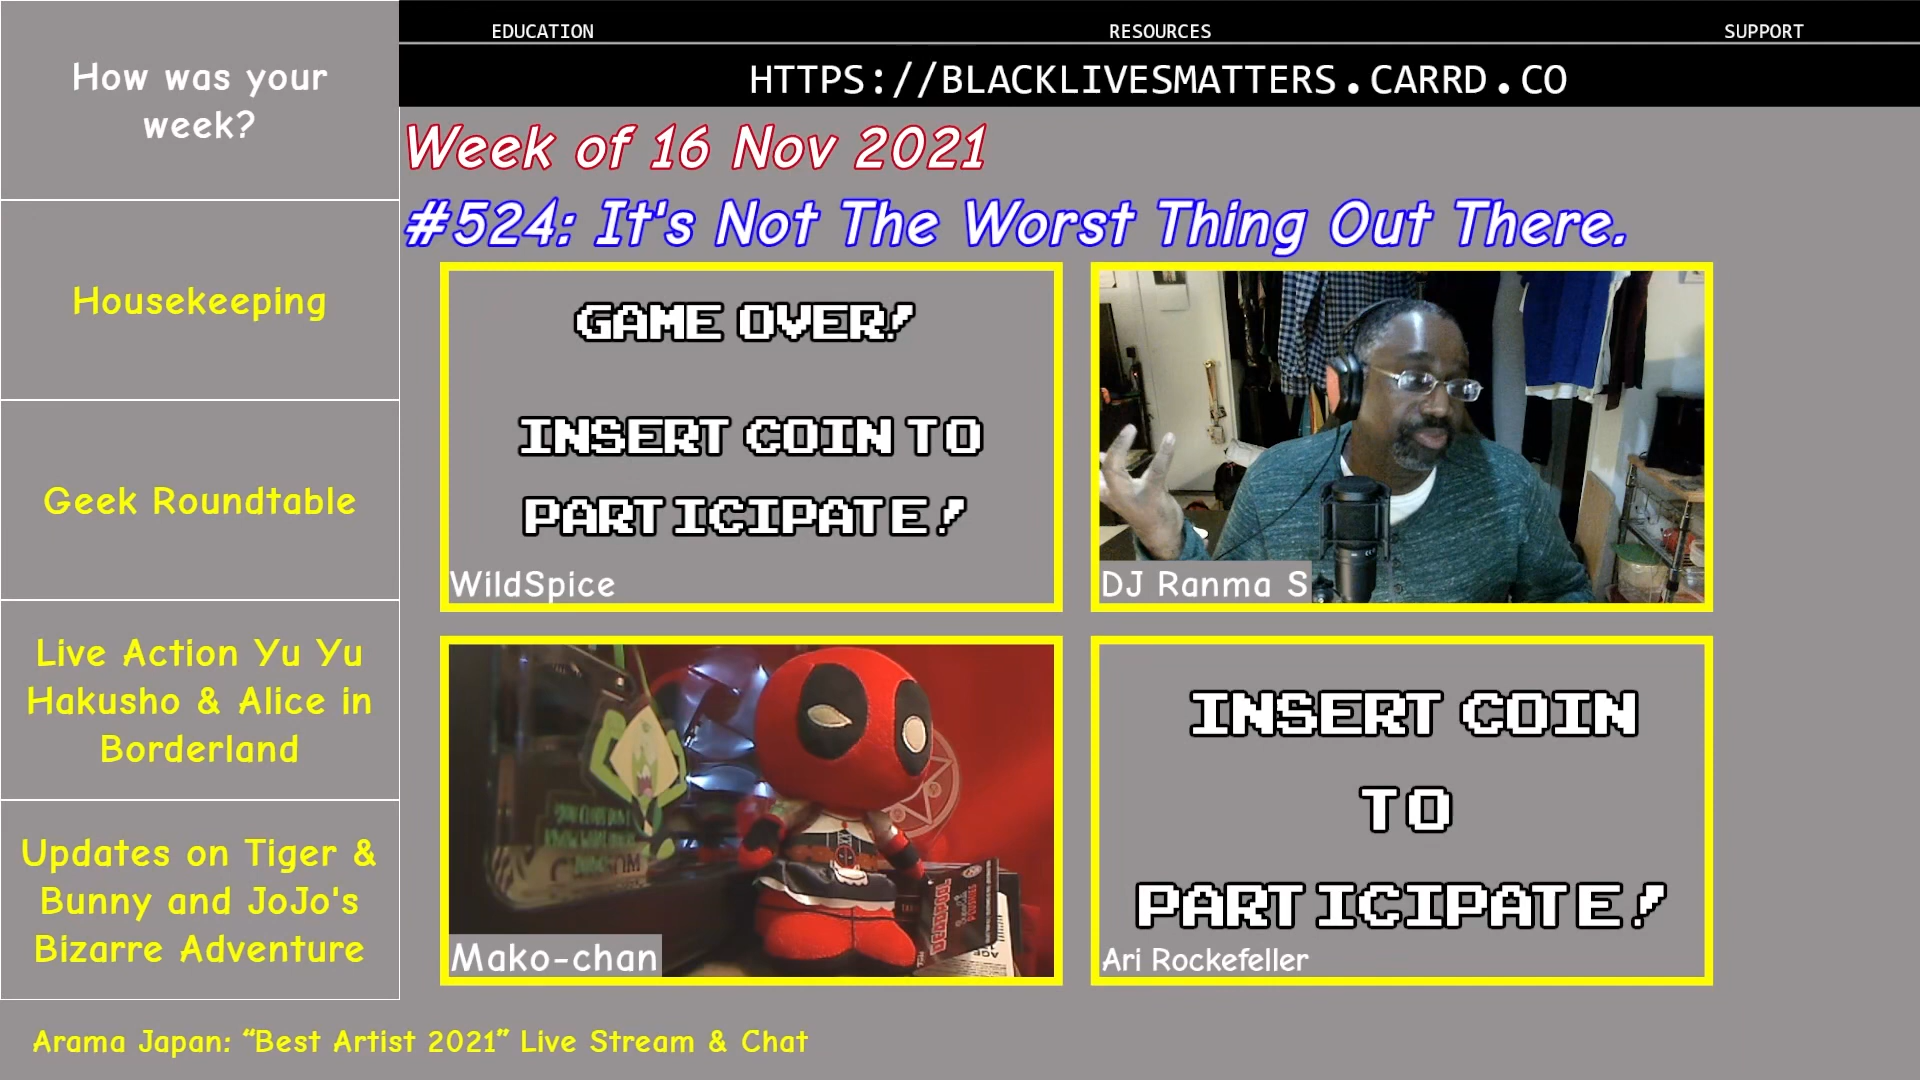 How was your
week?
Housekeeping
Geek Roundtable
Live Action Yu Yu
Hakusho & Alice in
Borderland
Updates on Tiger &
Bunny and JoJo's
Bizarre Adventure
EDUCATION
RESOURCES
SUPPORT
HTTPS://BLACKLIVESMATTERS.CARRD.CO
Week of 16 Nov 2021
#524: It's Not The Worst Thing Out There.
GAME OVER!
INSERT COIN TO
PARTICIPATE!
WildSpice
DJ Ranma S
DEADPOOL
Mako-chan
INSERT COIN
TO
PARTICIPATE!
Ari Rockefeller
Arama Japan: “Best Artist 2021” Live Stream & Chat